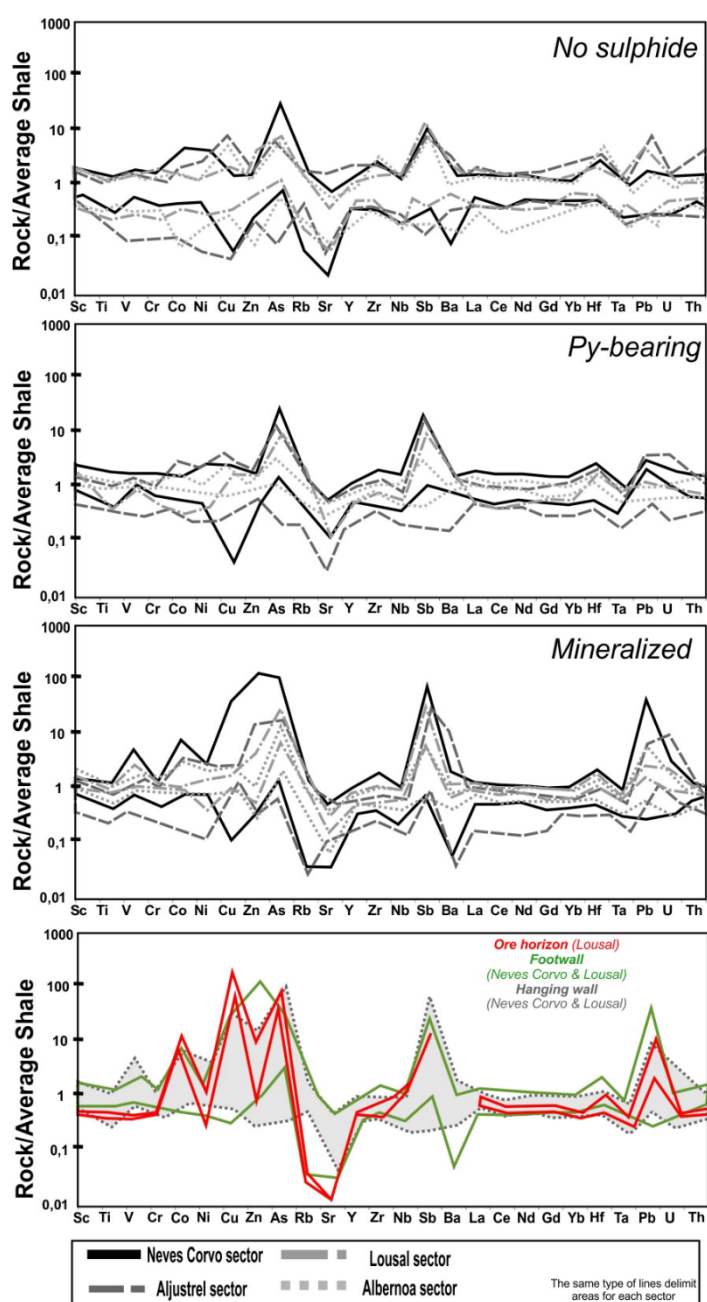 1000
No sulphide
100
10
1
0,1
0,01
Rock/Average Shale
Sc Ti V Cr Co Ni Cu Zn As Rb Sr Y Zr Nb Sb Ba La Ce Nd Gd Yb Hf Ta Pb U Th
1000
Py-bearing
100
10
1
0,1
0,01
Rock/Average Shale
Sc Ti V Cr Co Ni Cu Zn As Rb Sr Y Zr Nb Sb Ba La Ce Nd Gd Yb Hf Ta Pb U Th
1000
Mineralized
100
10
1
0,1
0,01
Rock/Average Shale
Sc Ti V Cr Co Ni Cu Zn As Rb Sr Y Zr Nb Sb Ba La Ce Nd Gd Yb Hf Ta Pb U Th
1000
Ore horizon (Lousal)
Footwall
(Neves Corvo & Lousal)
Hanging wall
(Neves Corvo & Lousal)
100
10
1
0,1
0,01
Rock/Average Shale
Sc Ti V Cr Co Ni Cu Zn As Rb Sr Y Zr Nb Sb Ba La Ce Nd Gd Yb Hf Ta Pb U Th
Neves Corvo sector
Lousal sector
Aljustrel sector
Albernoa sector
The same type of lines delimit
areas for each sector